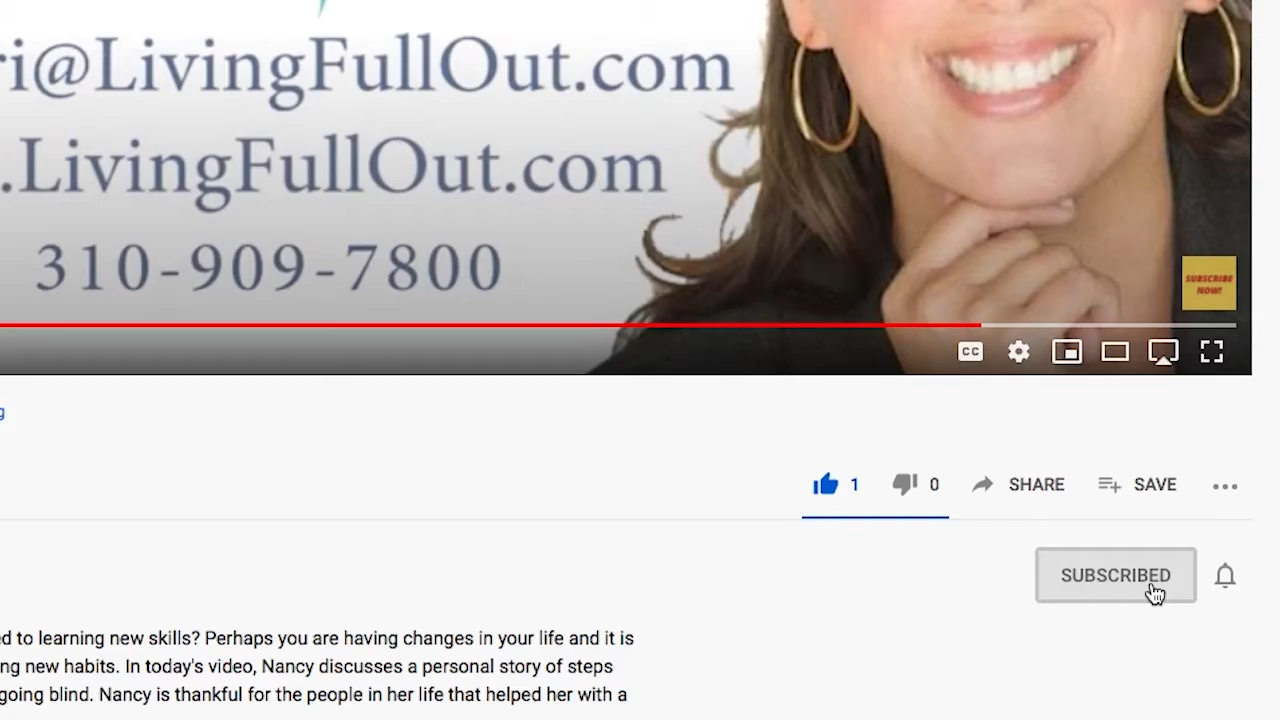 ri@LivingFullOut.com
.LivingFullOut.com
310-909-7800
SUBSCRIBE
NOW!
CC
g
1 0 SHARE SAVE
SUBSCRIBED
ed to learning new skills? Perhaps you are having changes in your life and it is
ng new habits. In today's video, Nancy discusses a personal story of steps
going blind. Nancy is thankful for the people in her life that helped her with a